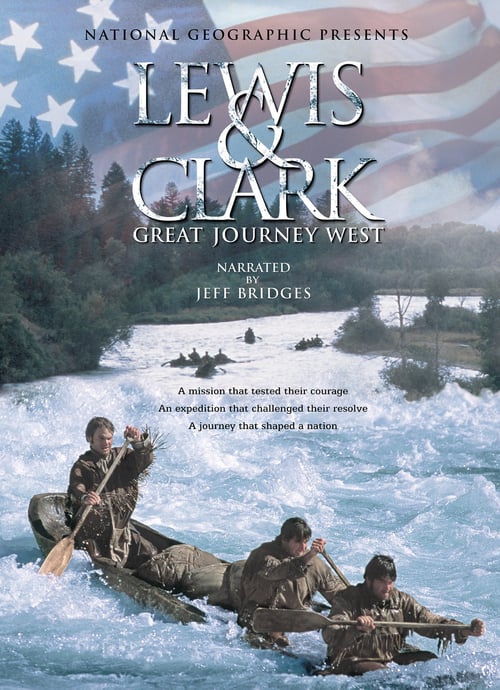 NATIONAL GEOGRAPHIC PRESENTS
LEWIS
&
CLARK
GREAT JOURNEY WEST
NARRATED
BY
JEFF BRIDGES
A mission that tested their courage
An expedition that challenged their resolve
A journey that shaped a nation